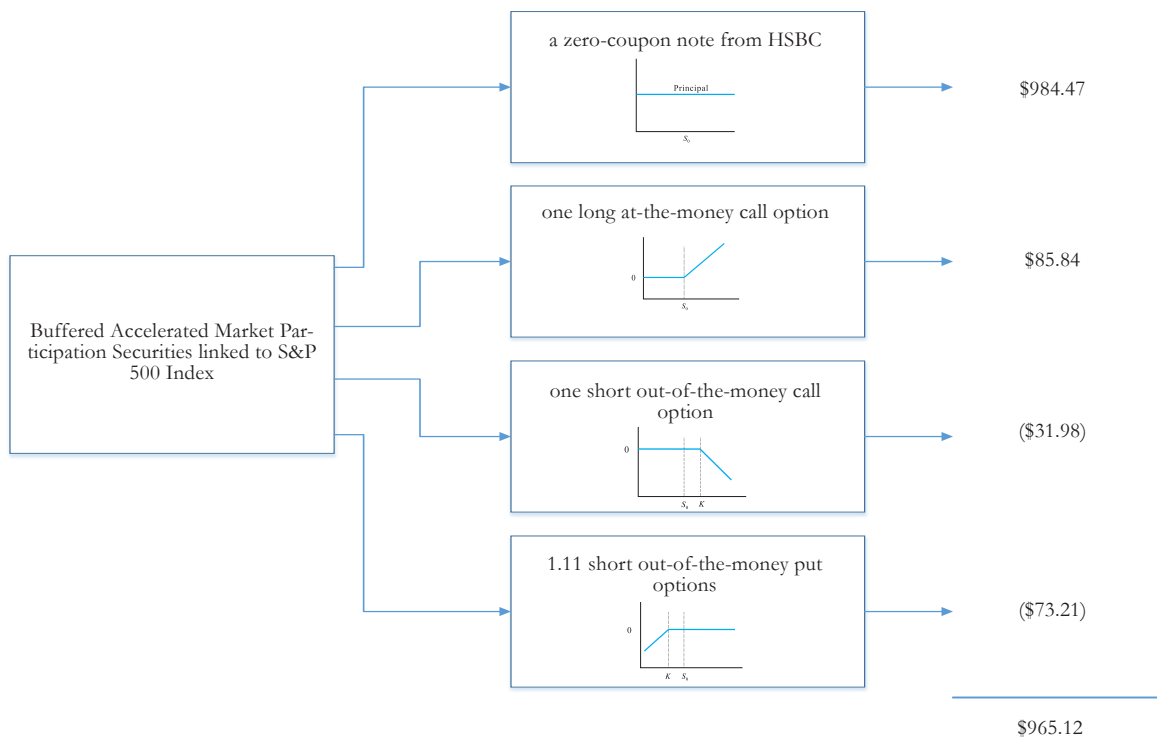 a zero-coupon note from HSBC
Principal
S₀
$984.47
one long at-the-money call option
0
S₀
$85.84
Buffered Accelerated Market Par-
ticipation Securities linked to S&P
500 Index
one short out-of-the-money call
option
0
S₀ K
($31.98)
1.11 short out-of-the-money put
options
0
K S₀
($73.21)
$965.12